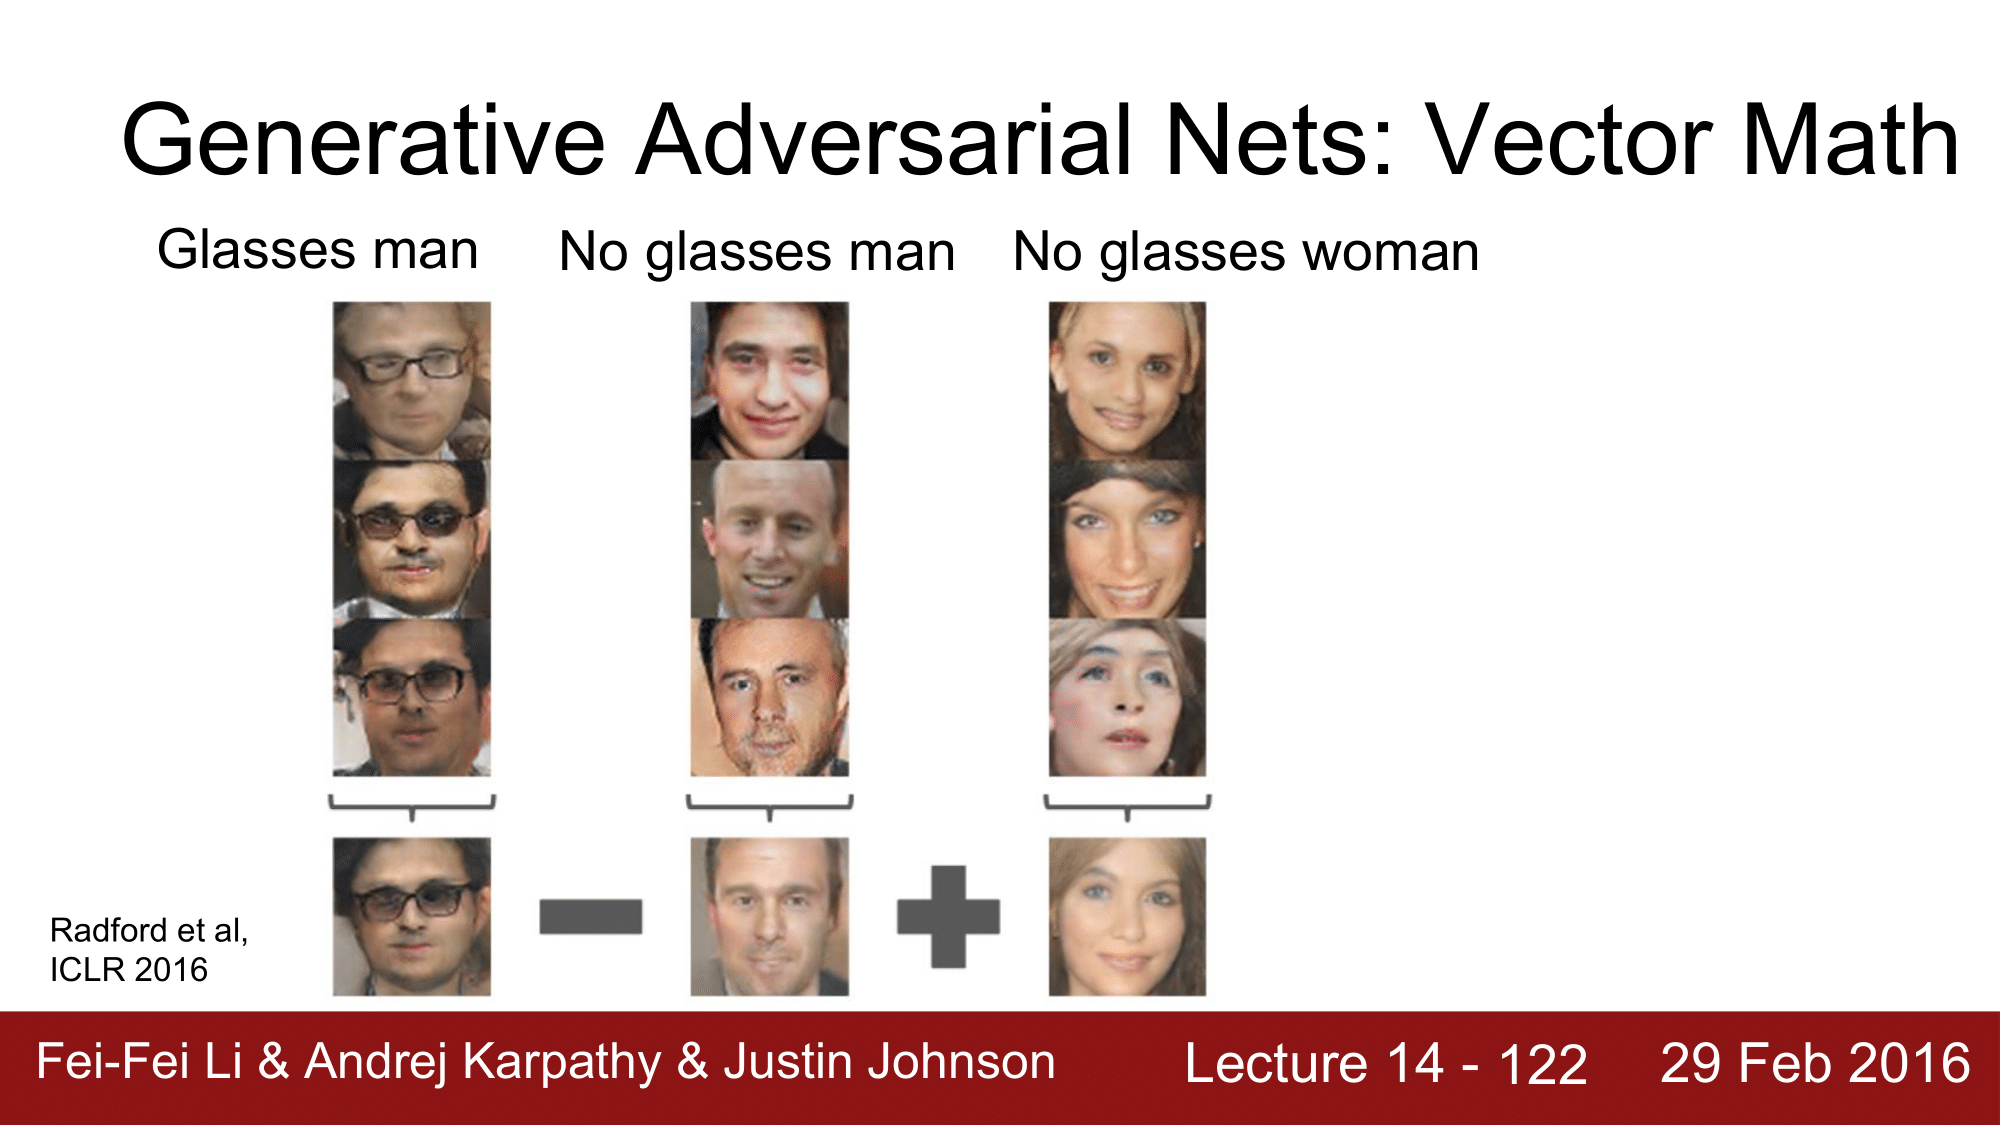 Generative Adversarial Nets: Vector Math
Glasses man
No glasses man
No glasses woman
Radford et al,
ICLR 2016
Fei-Fei Li & Andrej Karpathy & Justin Johnson
Lecture 14 - 122
29 Feb 2016